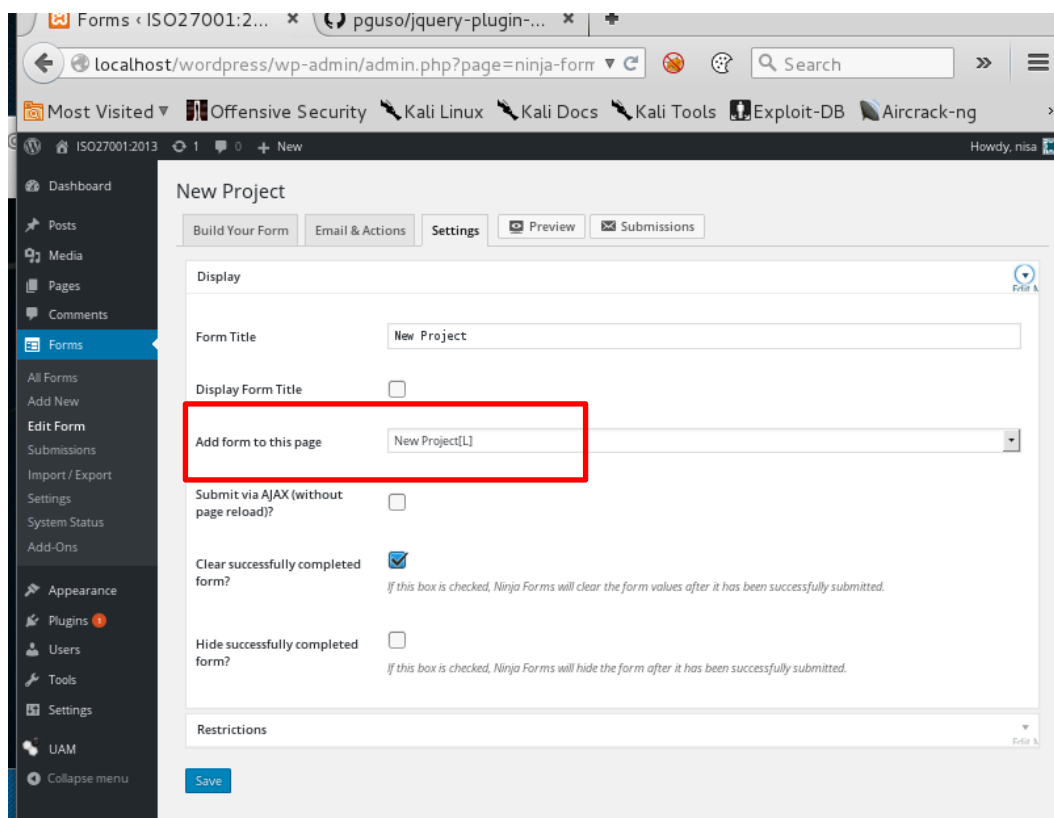 Forms ‹ ISO27001:2... ×
pguso/jquery-plugin-... ×
localhost/wordpress/wp-admin/admin.php?page=ninja-form
Search
Most Visited
Offensive Security
Kali Linux
Kali Docs
Kali Tools
Exploit-DB
Aircrack-ng
ISO27001:2013
1
0
+ New
Howdy, nisa
Dashboard
Posts
Media
Pages
Comments
Forms
All Forms
Add New
Edit Form
Submissions
Import / Export
Settings
System Status
Add-Ons
Appearance
Plugins 1
Users
Tools
Settings
UAM
Collapse menu
New Project
Build Your Form
Email & Actions
Settings
Preview
Submissions
Display
Form Title
New Project
Display Form Title
Add form to this page
New Project[L]
Submit via AJAX (without
page reload)?
Clear successfully completed
form?
If this box is checked, Ninja Forms will clear the form values after it has been successfully submitted.
Hide successfully completed
form?
If this box is checked, Ninja Forms will hide the form after it has been successfully submitted.
Restrictions
Save